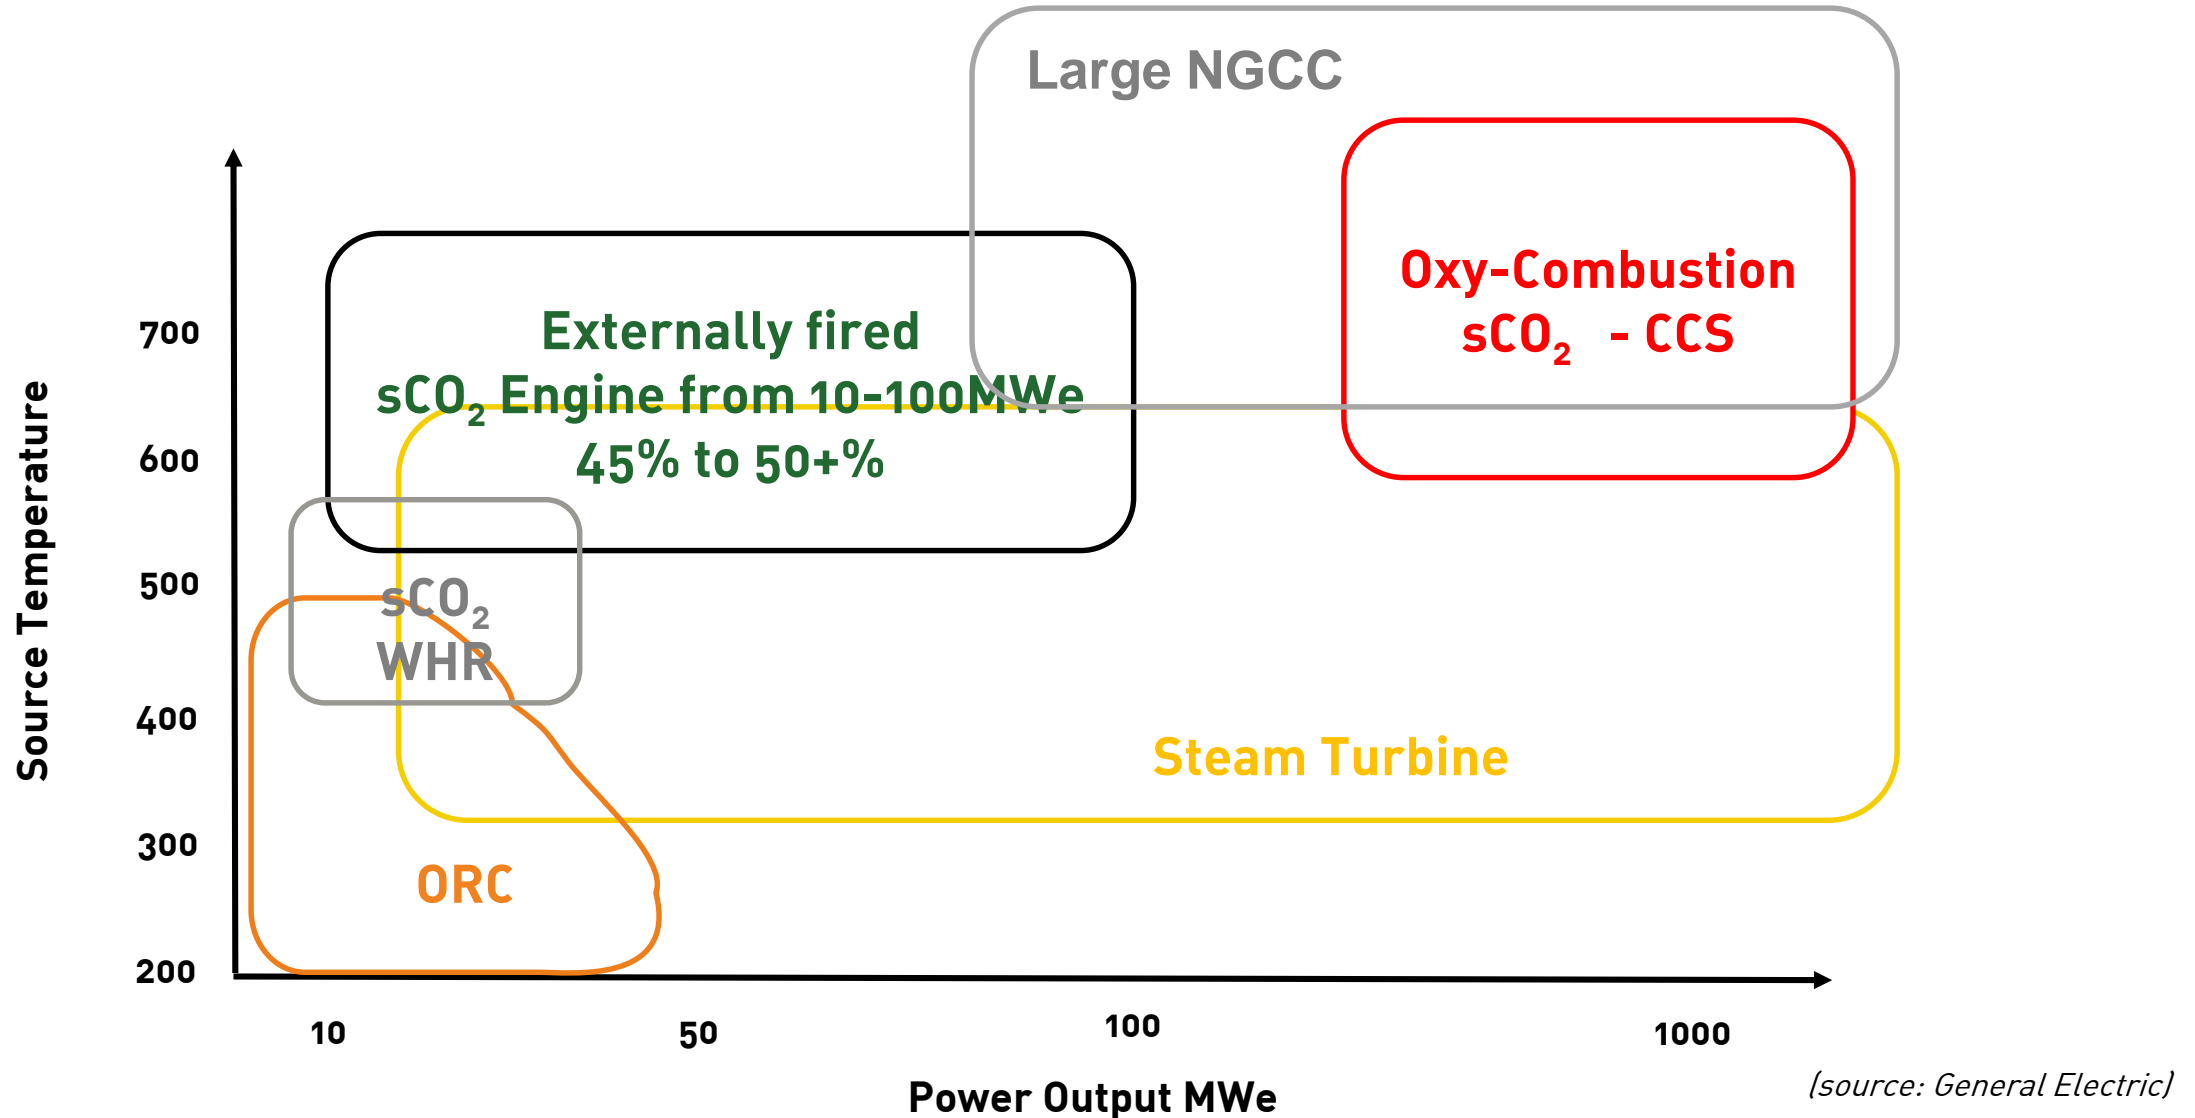 Large NGCC
Oxy-Combustion
sCO₂ - CCS
Externally fired
sCO₂ Engine from 10-100MWe
45% to 50+%
sCO₂
WHR
Steam Turbine
ORC
Source Temperature
700
600
500
400
300
200
10
50
100
1000
Power Output MWe
(source: General Electric)